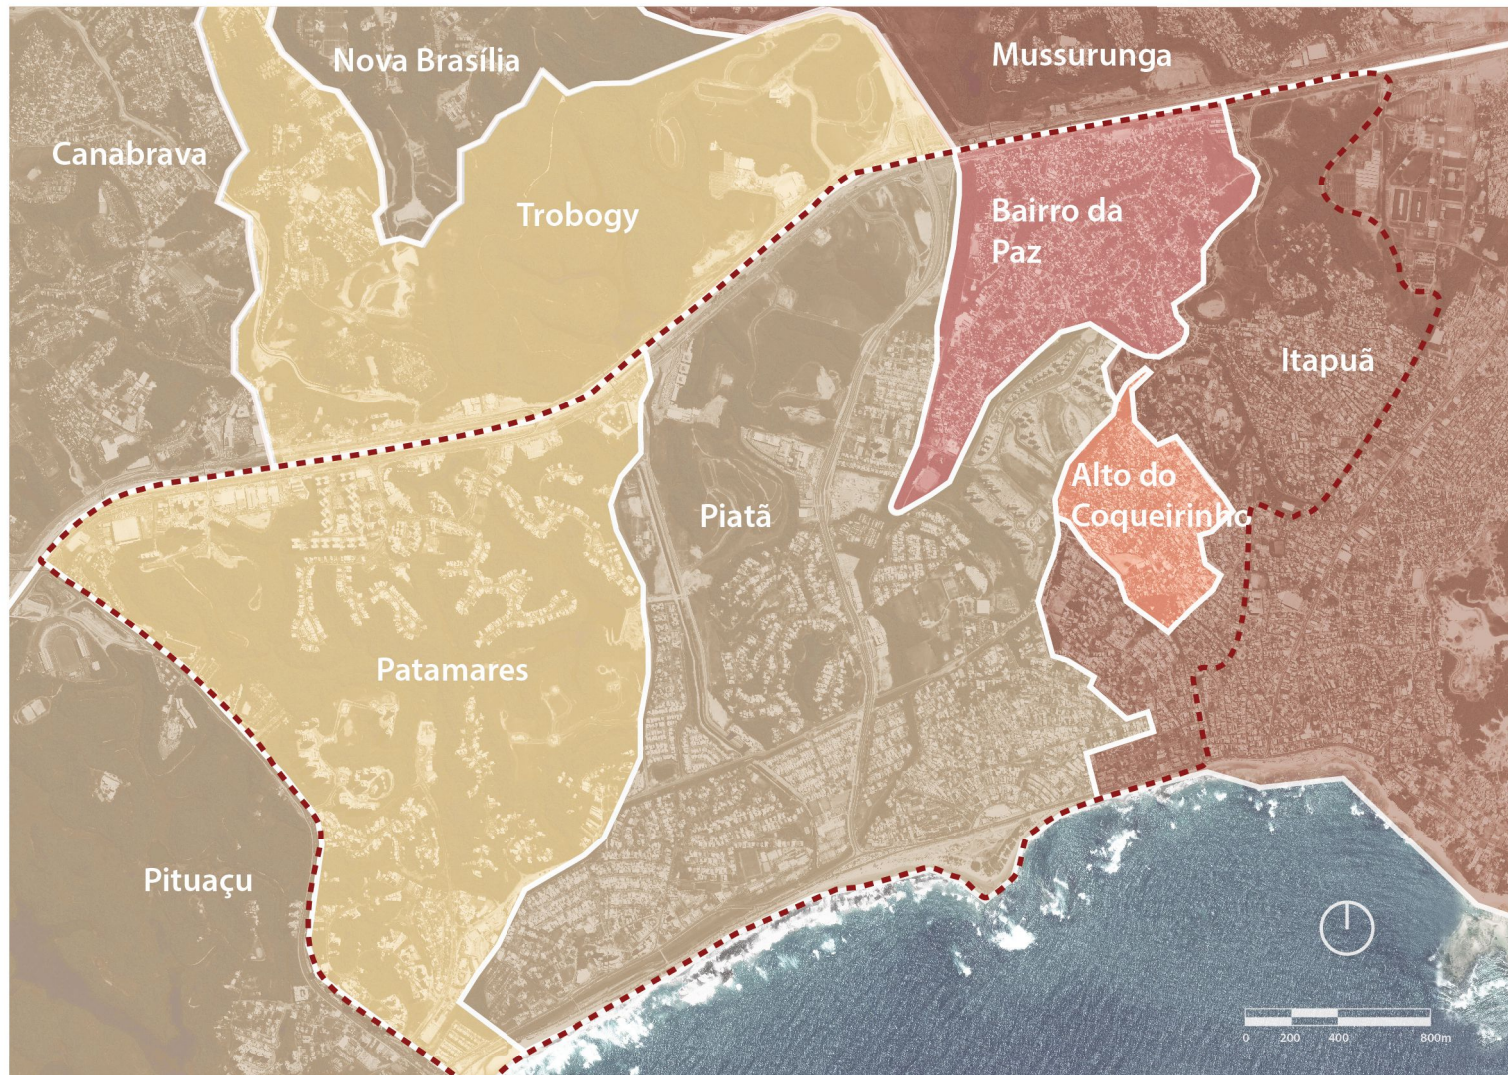 Nova Brasília
Mussurunga
Canabrava
Trobogy
Bairro da
Paz
Itapuã
Alto do
Coqueirinho
Piatã
Patamares
Pituaçu
0 200 400 800m